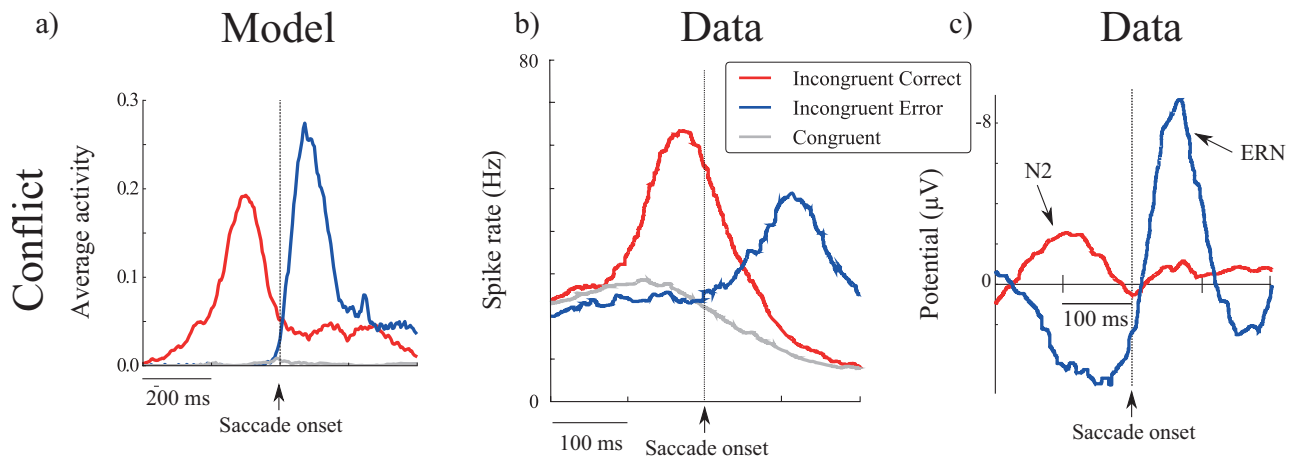 a)
Model
b)
Data
c)
Data
Conflict
Average activity
0.3
0.2
0.1
0.0
200 ms
Saccade onset
Spike rate (Hz)
80
0
100 ms
Saccade onset
Incongruent Correct
Incongruent Error
Congruent
Potential (µV)
-8
0
N2
ERN
100 ms
Saccade onset